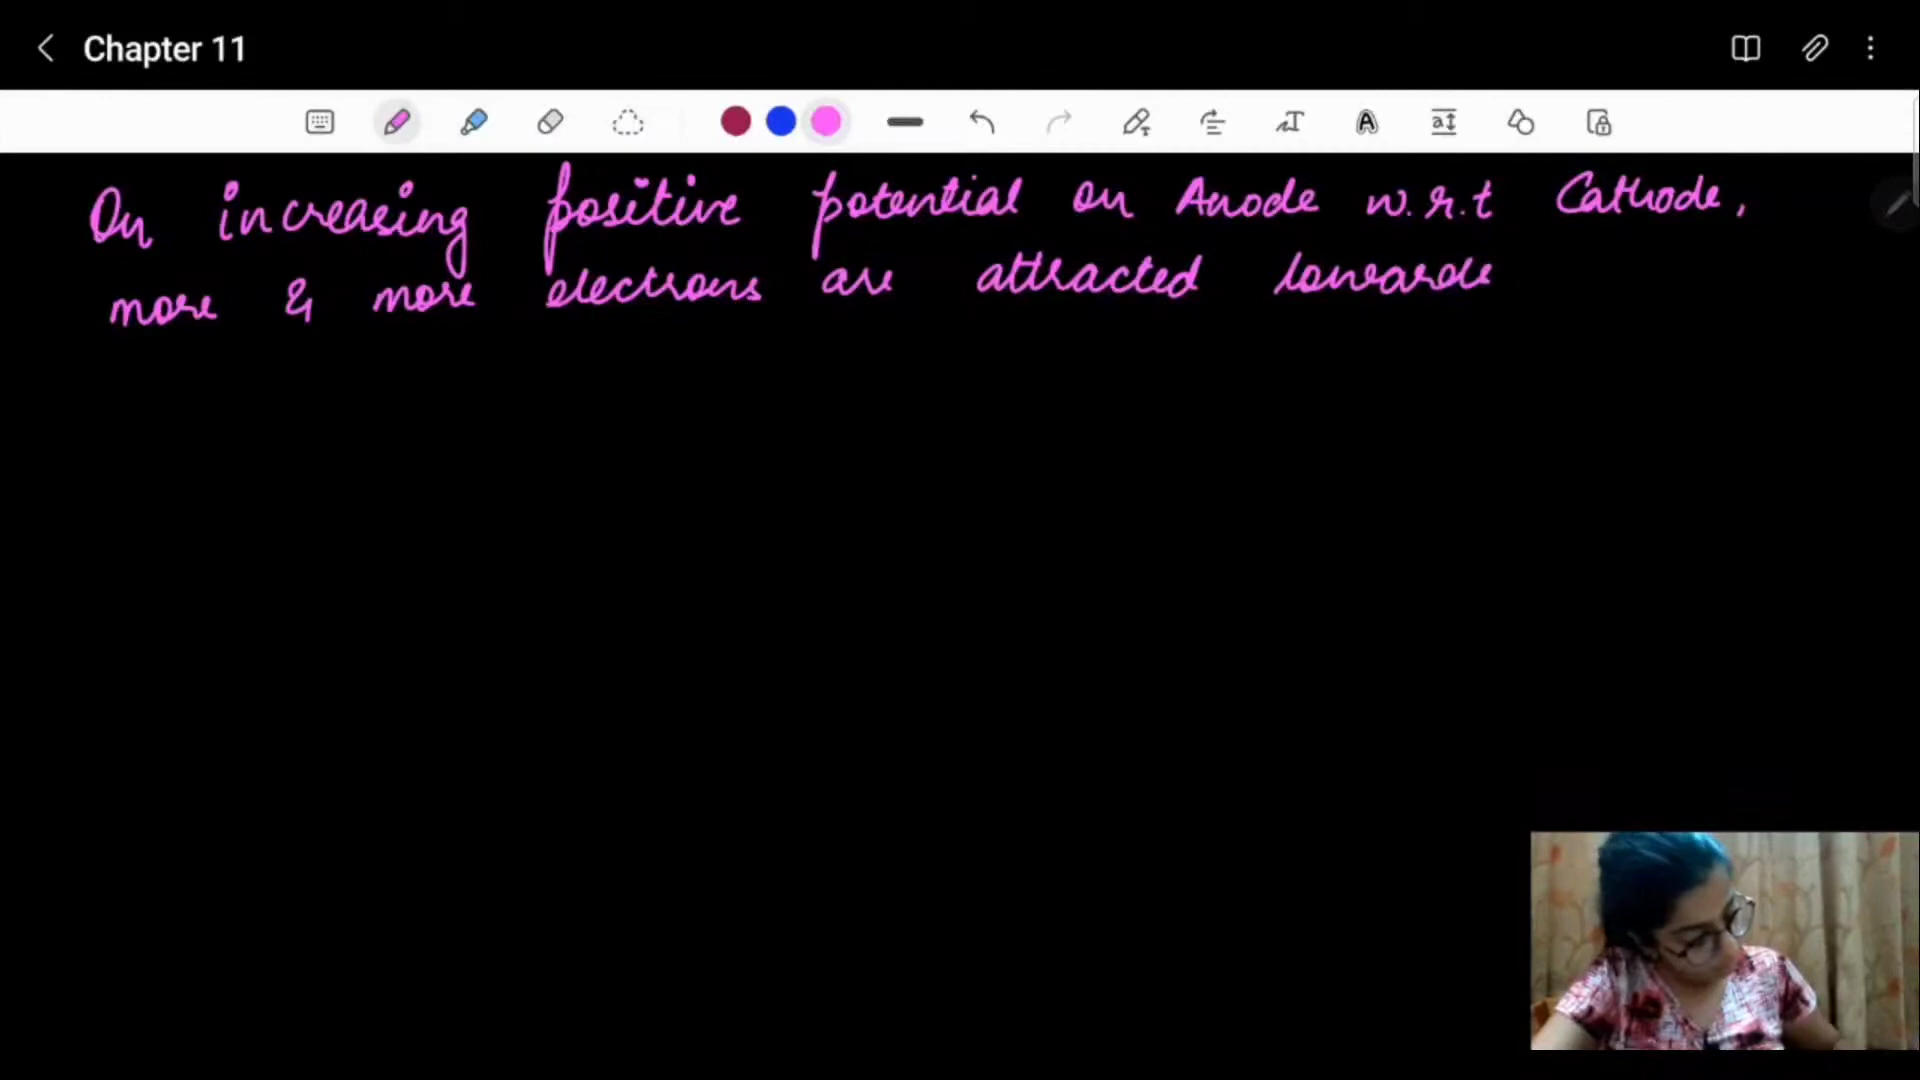 Chapter 11
On increasing positive potential on Anode w.r.t Cathode,
more & more electrons are attracted towards